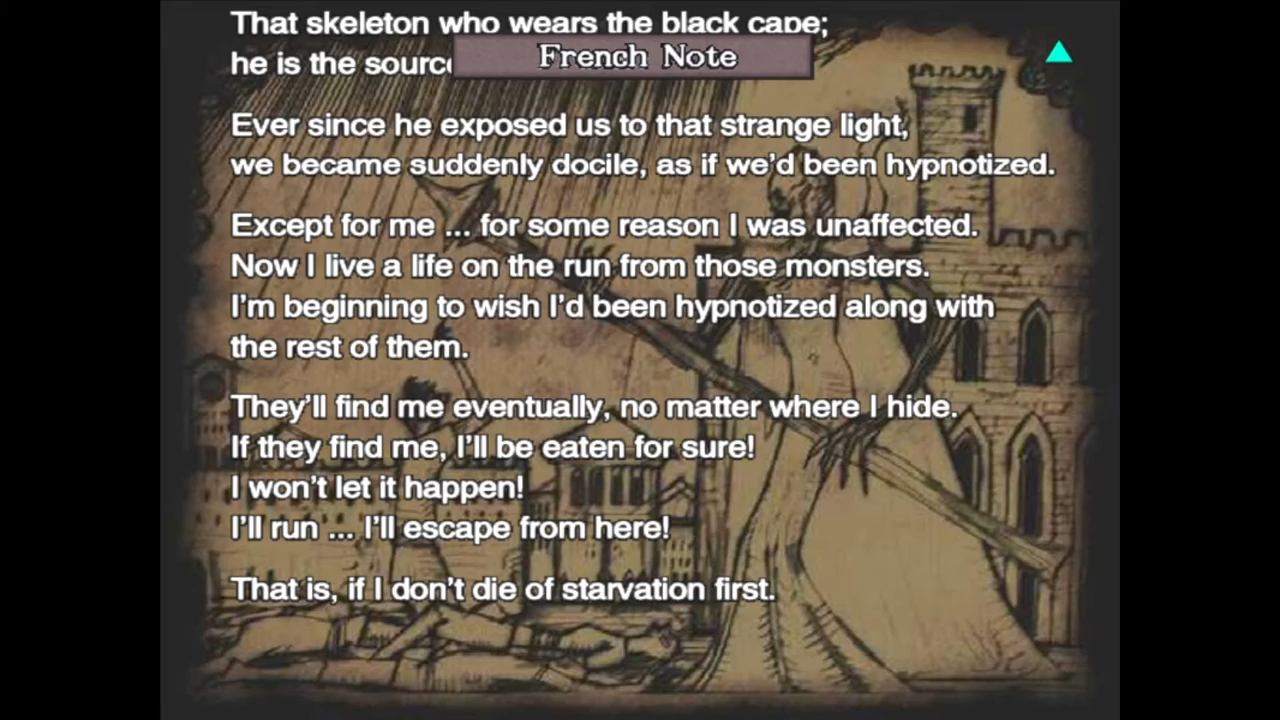 That skeleton who wears the black cape;
French Note
he is the source
Ever since he exposed us to that strange light,
we became suddenly docile, as if we'd been hypnotized.
Except for me ... for some reason I was unaffected.
Now I live a life on the run from those monsters.
I'm beginning to wish I'd been hypnotized along with
the rest of them.
They'll find me eventually, no matter where I hide.
If they find me, I'll be eaten for sure!
I won't let it happen!
I'll run ... I'll escape from here!
That is, if I don't die of starvation first.